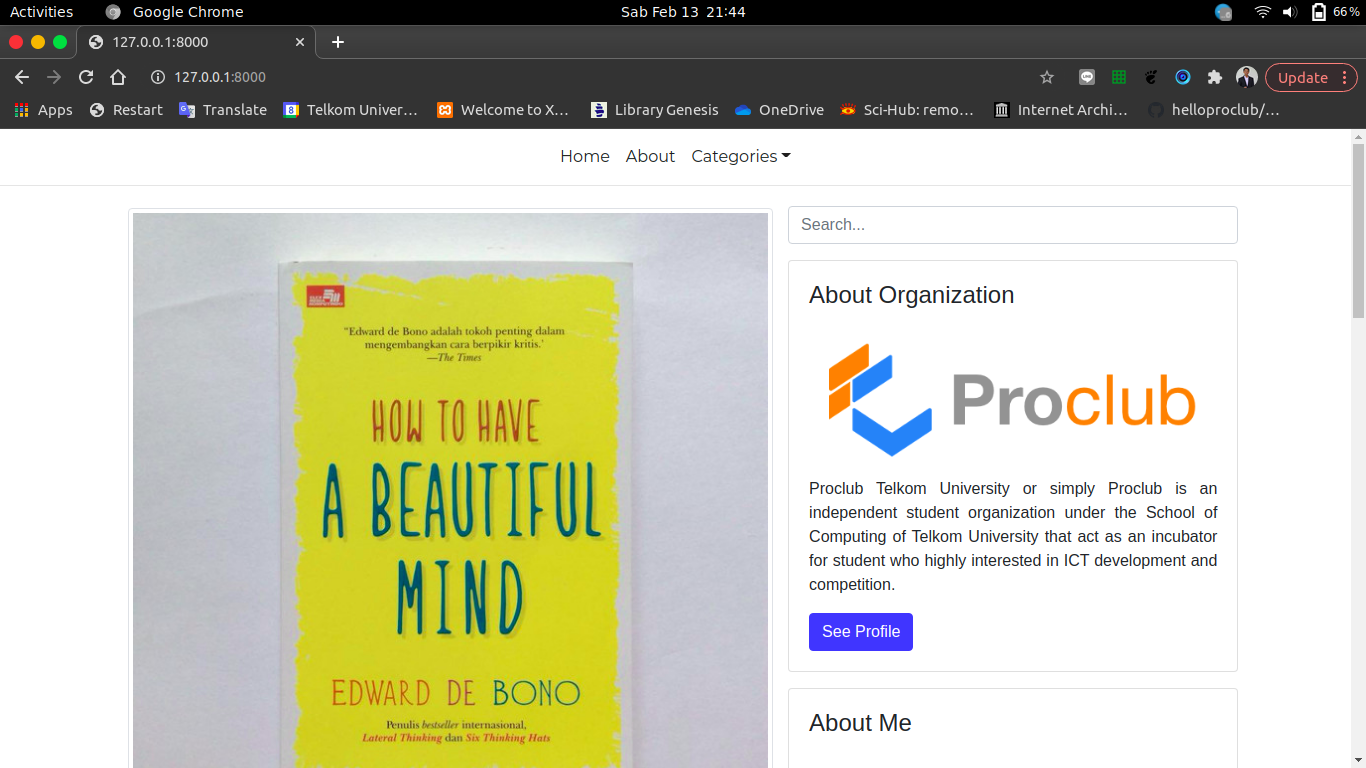 Activities
Google Chrome
Sab Feb 13 21:44
66%
127.0.0.1:8000
127.0.0.1:8000
Update
Apps
Restart
Translate
Telkom Univer…
Welcome to X…
Library Genesis
OneDrive
Sci-Hub: remo…
Internet Archi…
helloproclub/…
Home
About
Categories
"Edward de Bono adalah tokoh penting dalam
mengembangkan cara berpikir kritis.'
—The Times
HOW TO HAVE
A BEAUTIFUL
MIND
EDWARD DE BONO
Penulis bestseller internasional,
Lateral Thinking dan Six Thinking Hats
Search...
About Organization
Proclub
Proclub Telkom University or simply Proclub is an
independent student organization under the School of
Computing of Telkom University that act as an incubator
for student who highly interested in ICT development and
competition.
See Profile
About Me